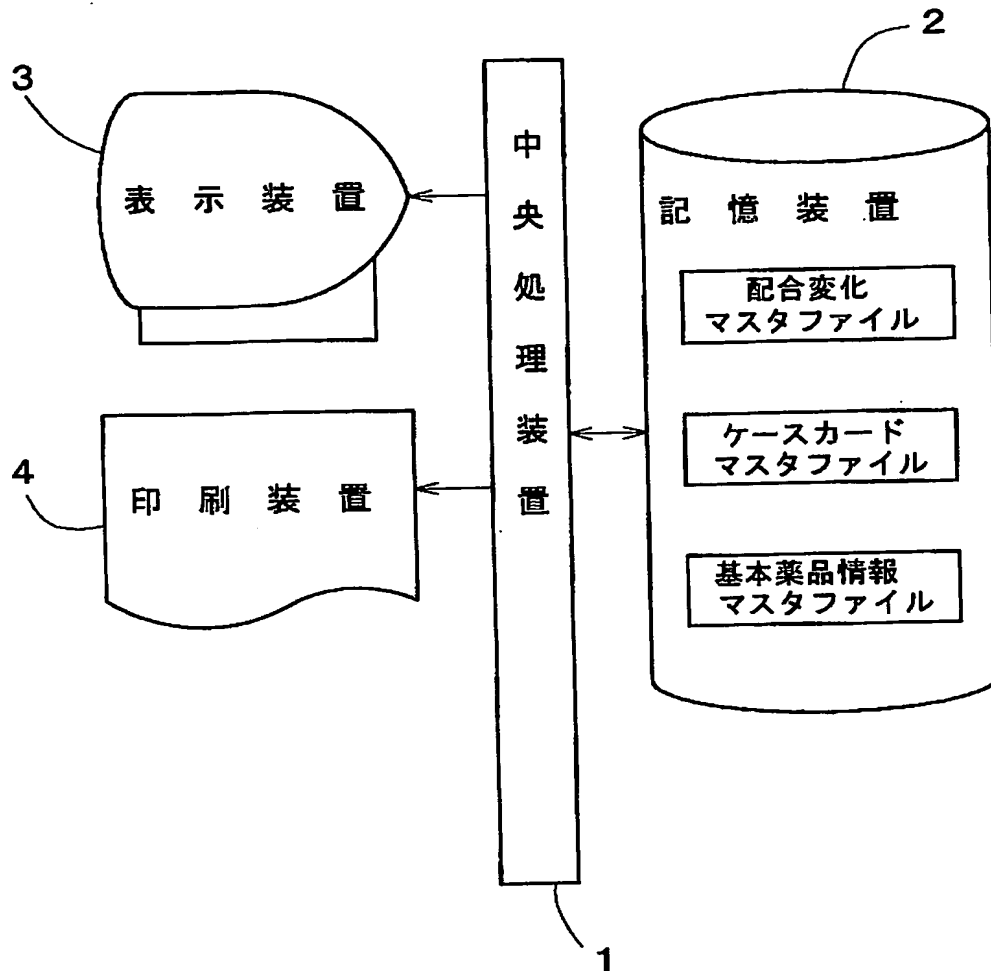 3
表示装置
4
印刷装置
中央処理装置
1
2
記憶装置
配合変化
マスタファイル
ケースカード
マスタファイル
基本薬品情報
マスタファイル